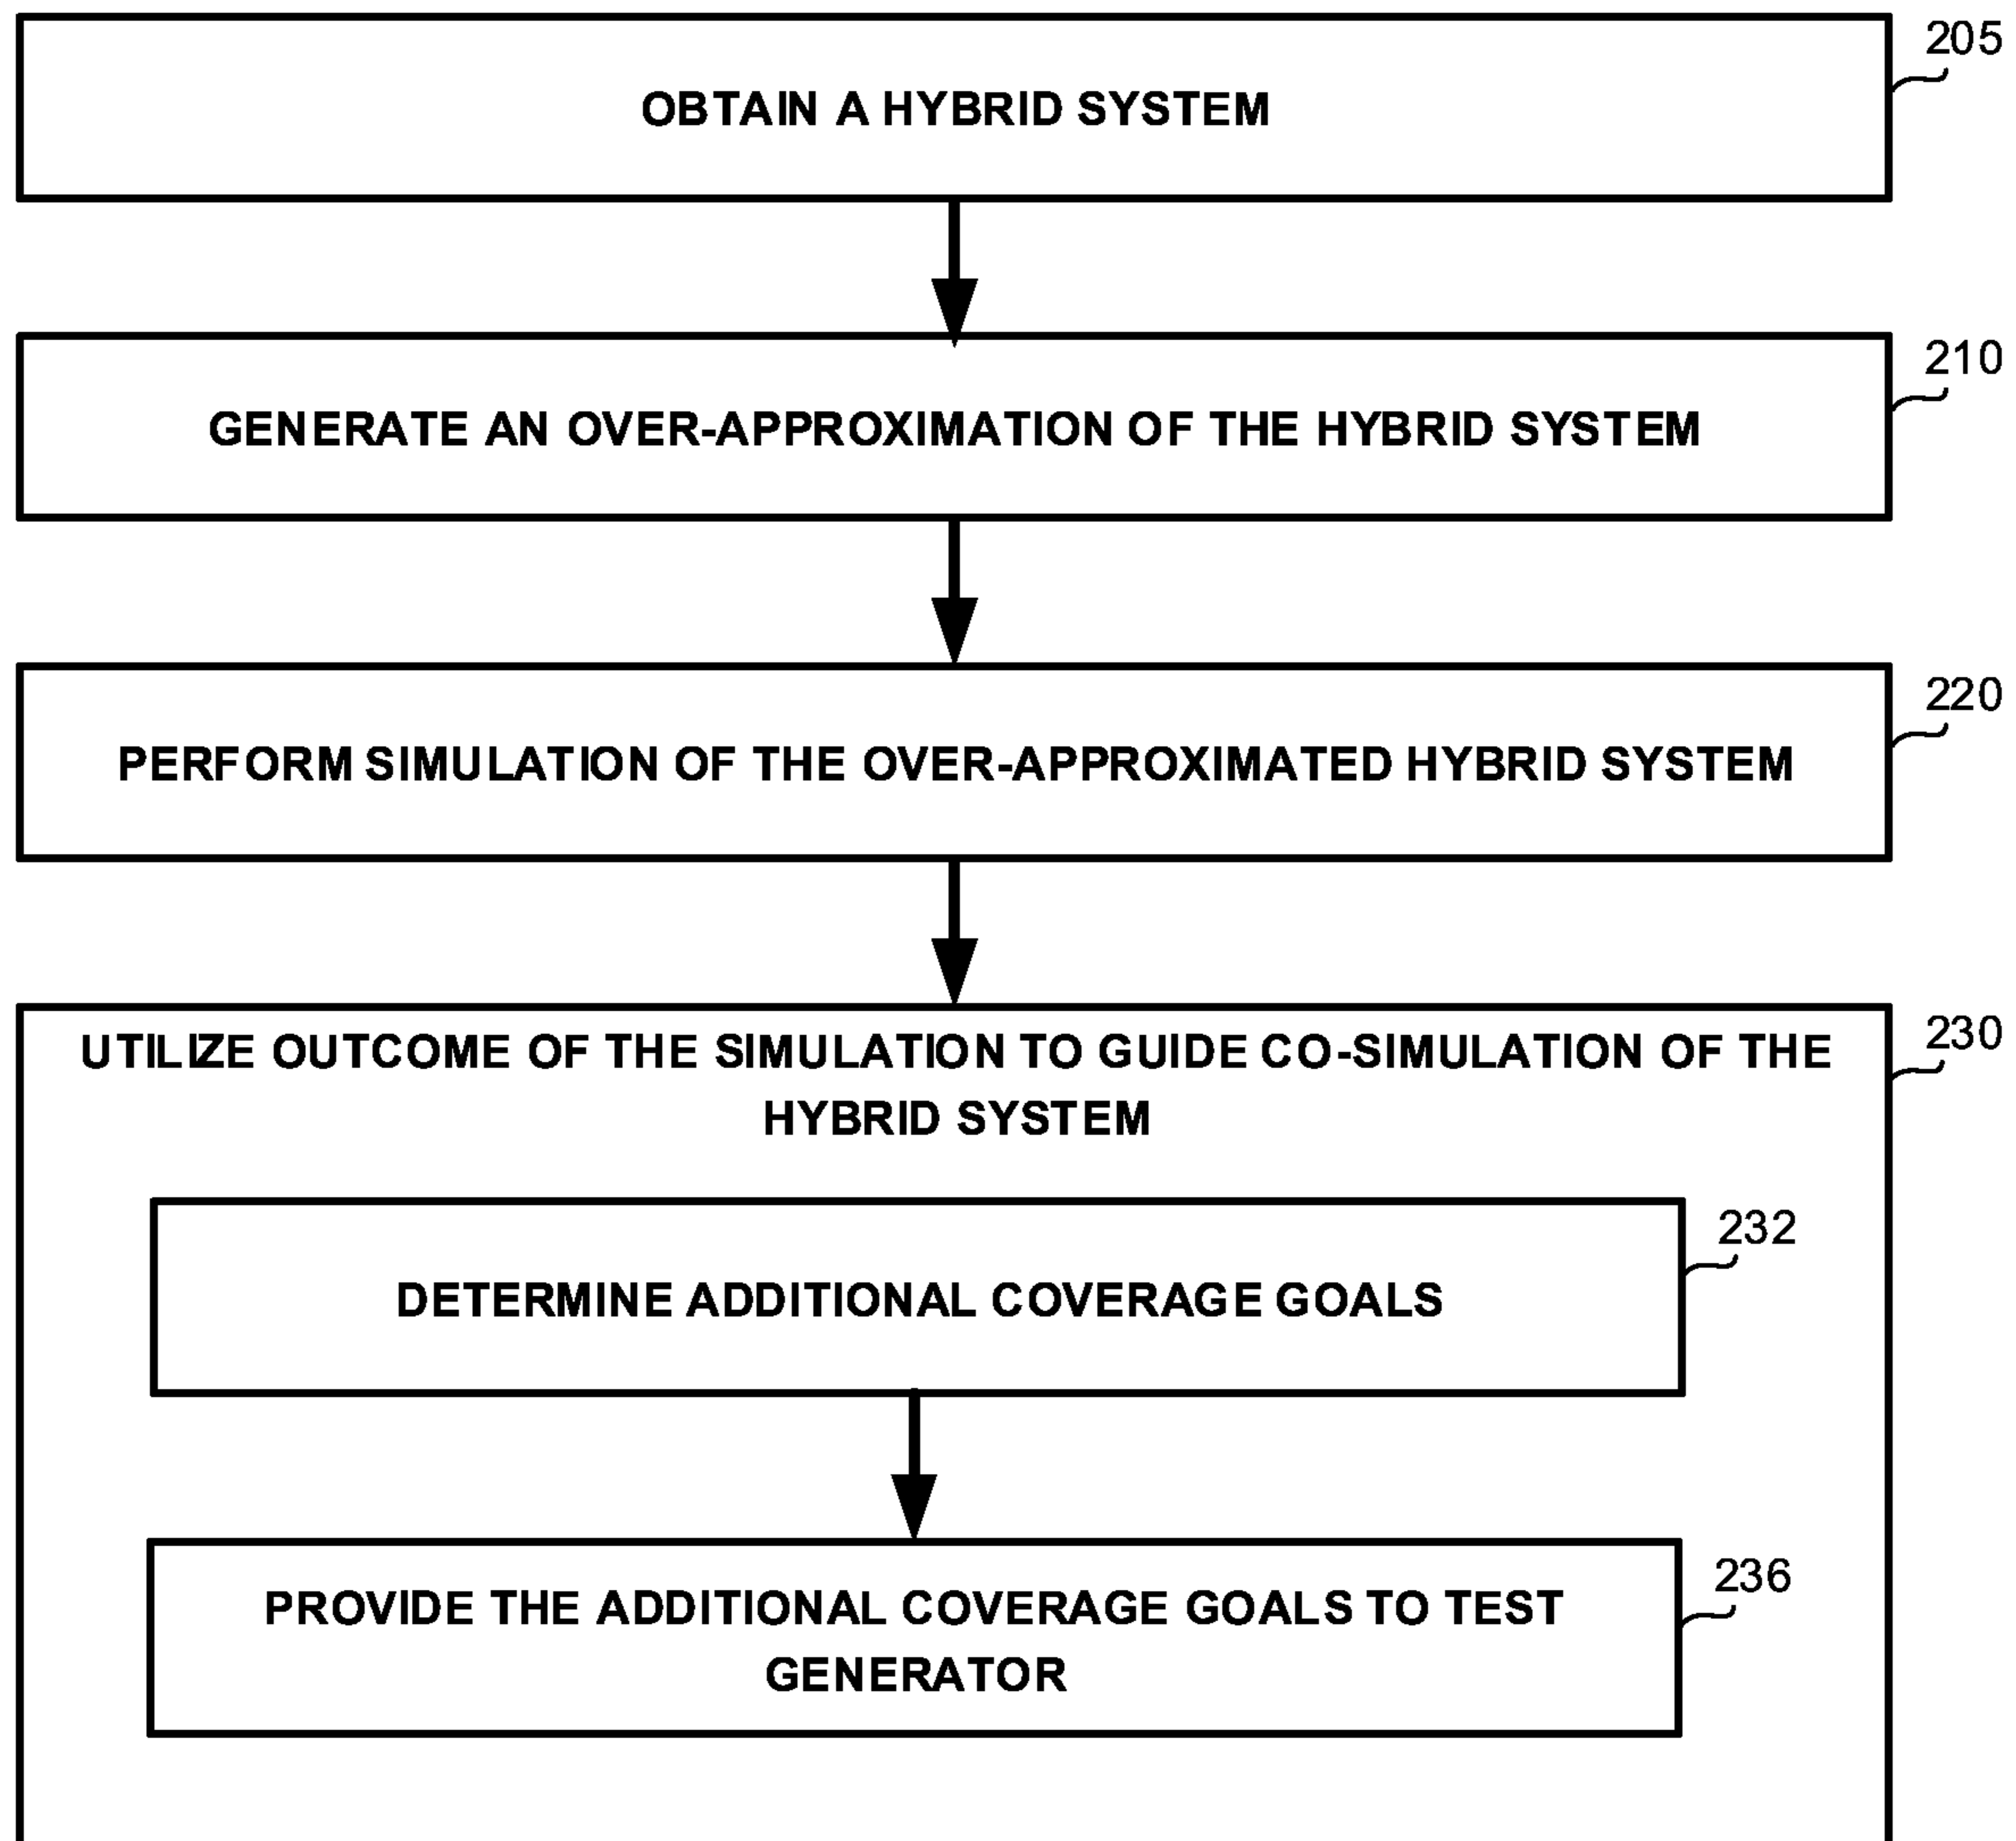 205
OBTAIN A HYBRID SYSTEM
210
GENERATE AN OVER-APPROXIMATION OF THE HYBRID SYSTEM
220
PERFORM SIMULATION OF THE OVER-APPROXIMATED HYBRID SYSTEM
230
UTILIZE OUTCOME OF THE SIMULATION TO GUIDE CO-SIMULATION OF THE
HYBRID SYSTEM
232
DETERMINE ADDITIONAL COVERAGE GOALS
236
PROVIDE THE ADDITIONAL COVERAGE GOALS TO TEST
GENERATOR